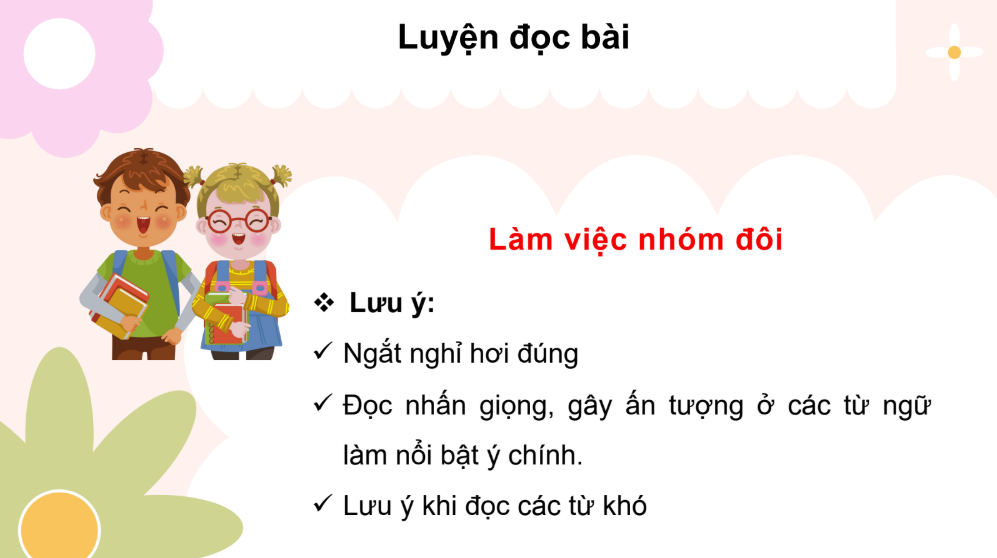 Luyện đọc bài
Làm việc nhóm đôi
❖ Lưu ý:
✓ Ngắt nghỉ hơi đúng
✓ Đọc nhấn giọng, gây ấn tượng ở các từ ngữ
làm nổi bật ý chính.
✓ Lưu ý khi đọc các từ khó